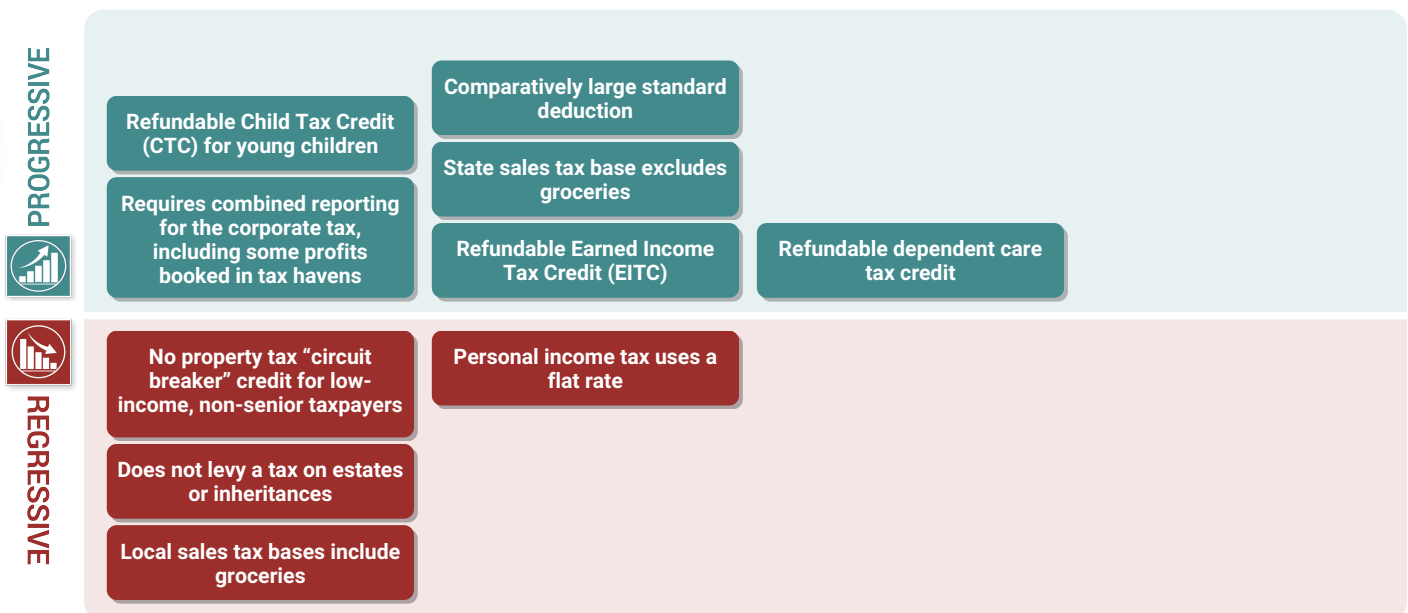 PROGRESSIVE
Refundable Child Tax Credit
(CTC) for young children
Requires combined reporting
for the corporate tax,
including some profits
booked in tax havens
Comparatively large standard
deduction
State sales tax base excludes
groceries
Refundable Earned Income
Tax Credit (EITC)
Refundable dependent care
tax credit
REGRESSIVE
No property tax “circuit
breaker” credit for low-
income, non-senior taxpayers
Does not levy a tax on estates
or inheritances
Local sales tax bases include
groceries
Personal income tax uses a
flat rate